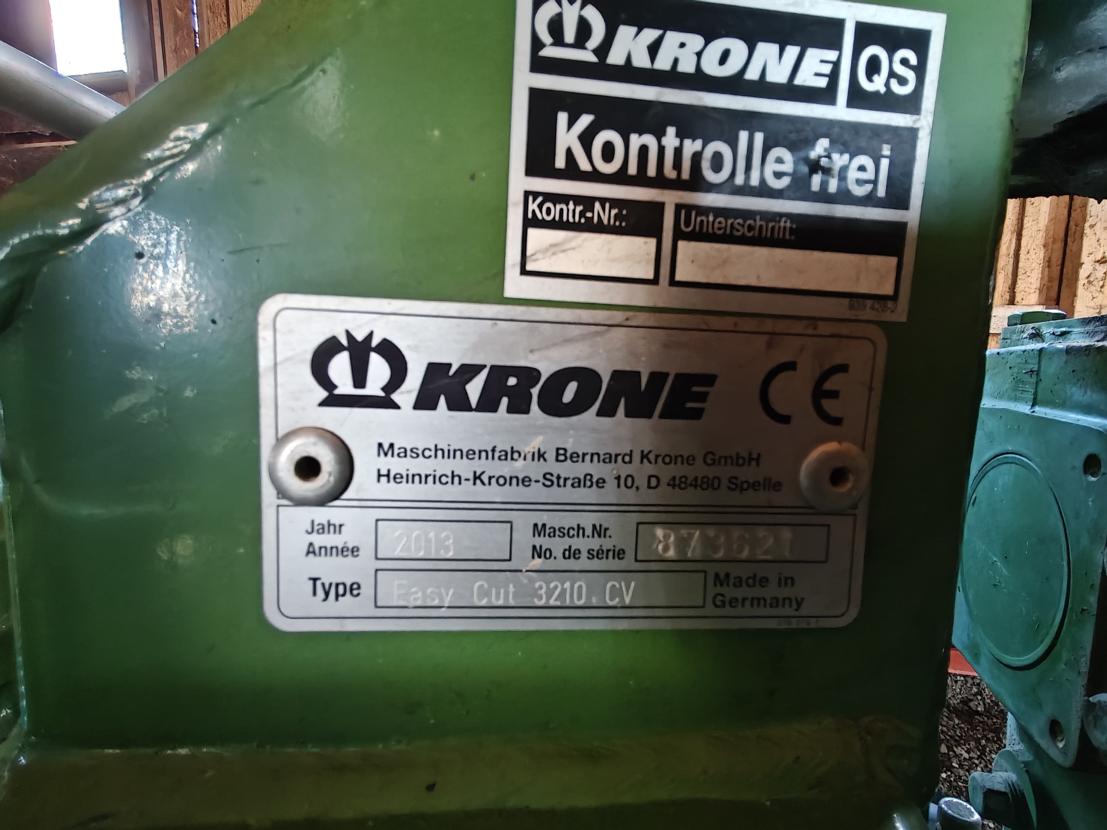 KRONE QS
Kontrolle frei
Kontr.-Nr.: Unterschrift:
KRONE CE
Maschinenfabrik Bernard Krone GmbH
Heinrich-Krone-Straße 10, D 48480 Spelle
Jahr 2013 Masch.Nr. 873621
Année No. de série
Type Easy Cut 3210.CV Made in
Germany